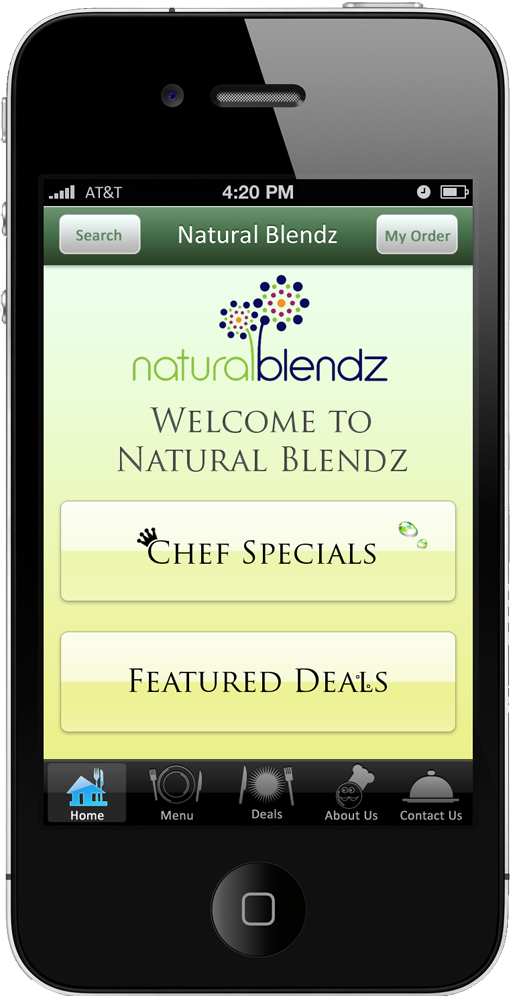 AT&T 4:20 PM
Search Natural Blendz My Order
naturalblendz
WELCOME TO
NATURAL BLENDZ
CHEF SPECIALS
FEATURED DEALS
Home Menu Deals About Us Contact Us